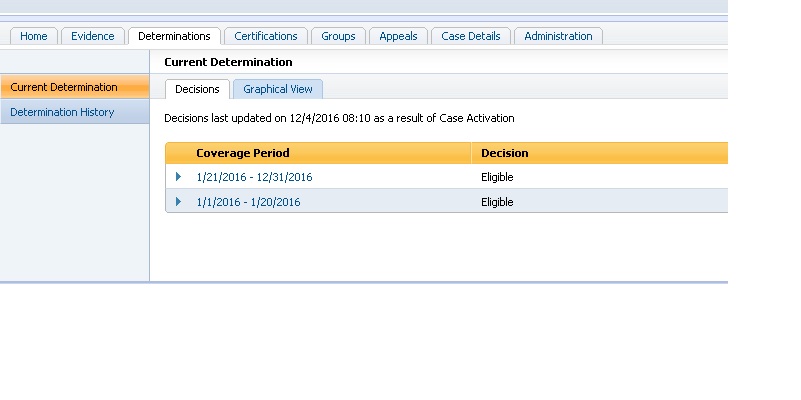 Home Evidence Determinations Certifications Groups Appeals Case Details Administration
Current Determination
Current Determination
Determination History
Decisions Graphical View
Decisions last updated on 12/4/2016 08:10 as a result of Case Activation
Coverage Period Decision
1/21/2016 - 12/31/2016 Eligible
1/1/2016 - 1/20/2016 Eligible